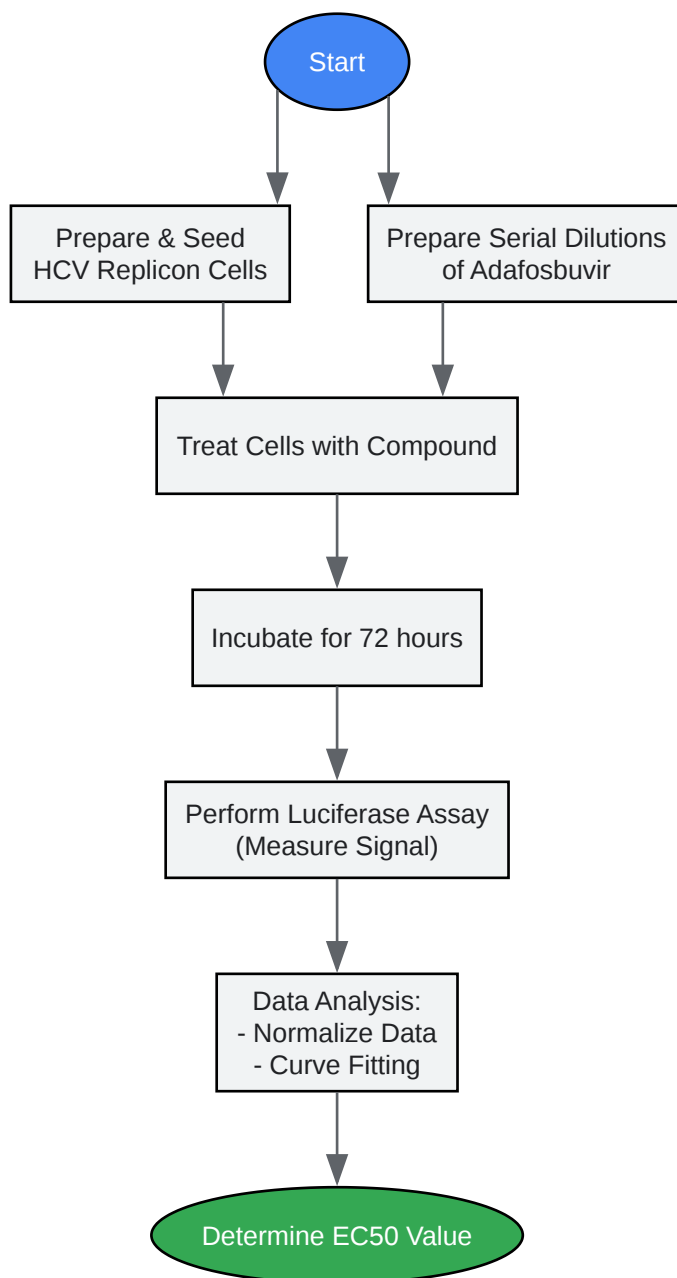 Start
Prepare & Seed
HCV Replicon Cells
Prepare Serial Dilutions
of Adafosbuvir
Treat Cells with Compound
Incubate for 72 hours
Perform Luciferase Assay
(Measure Signal)
Data Analysis:
- Normalize Data
- Curve Fitting
Determine EC50 Value